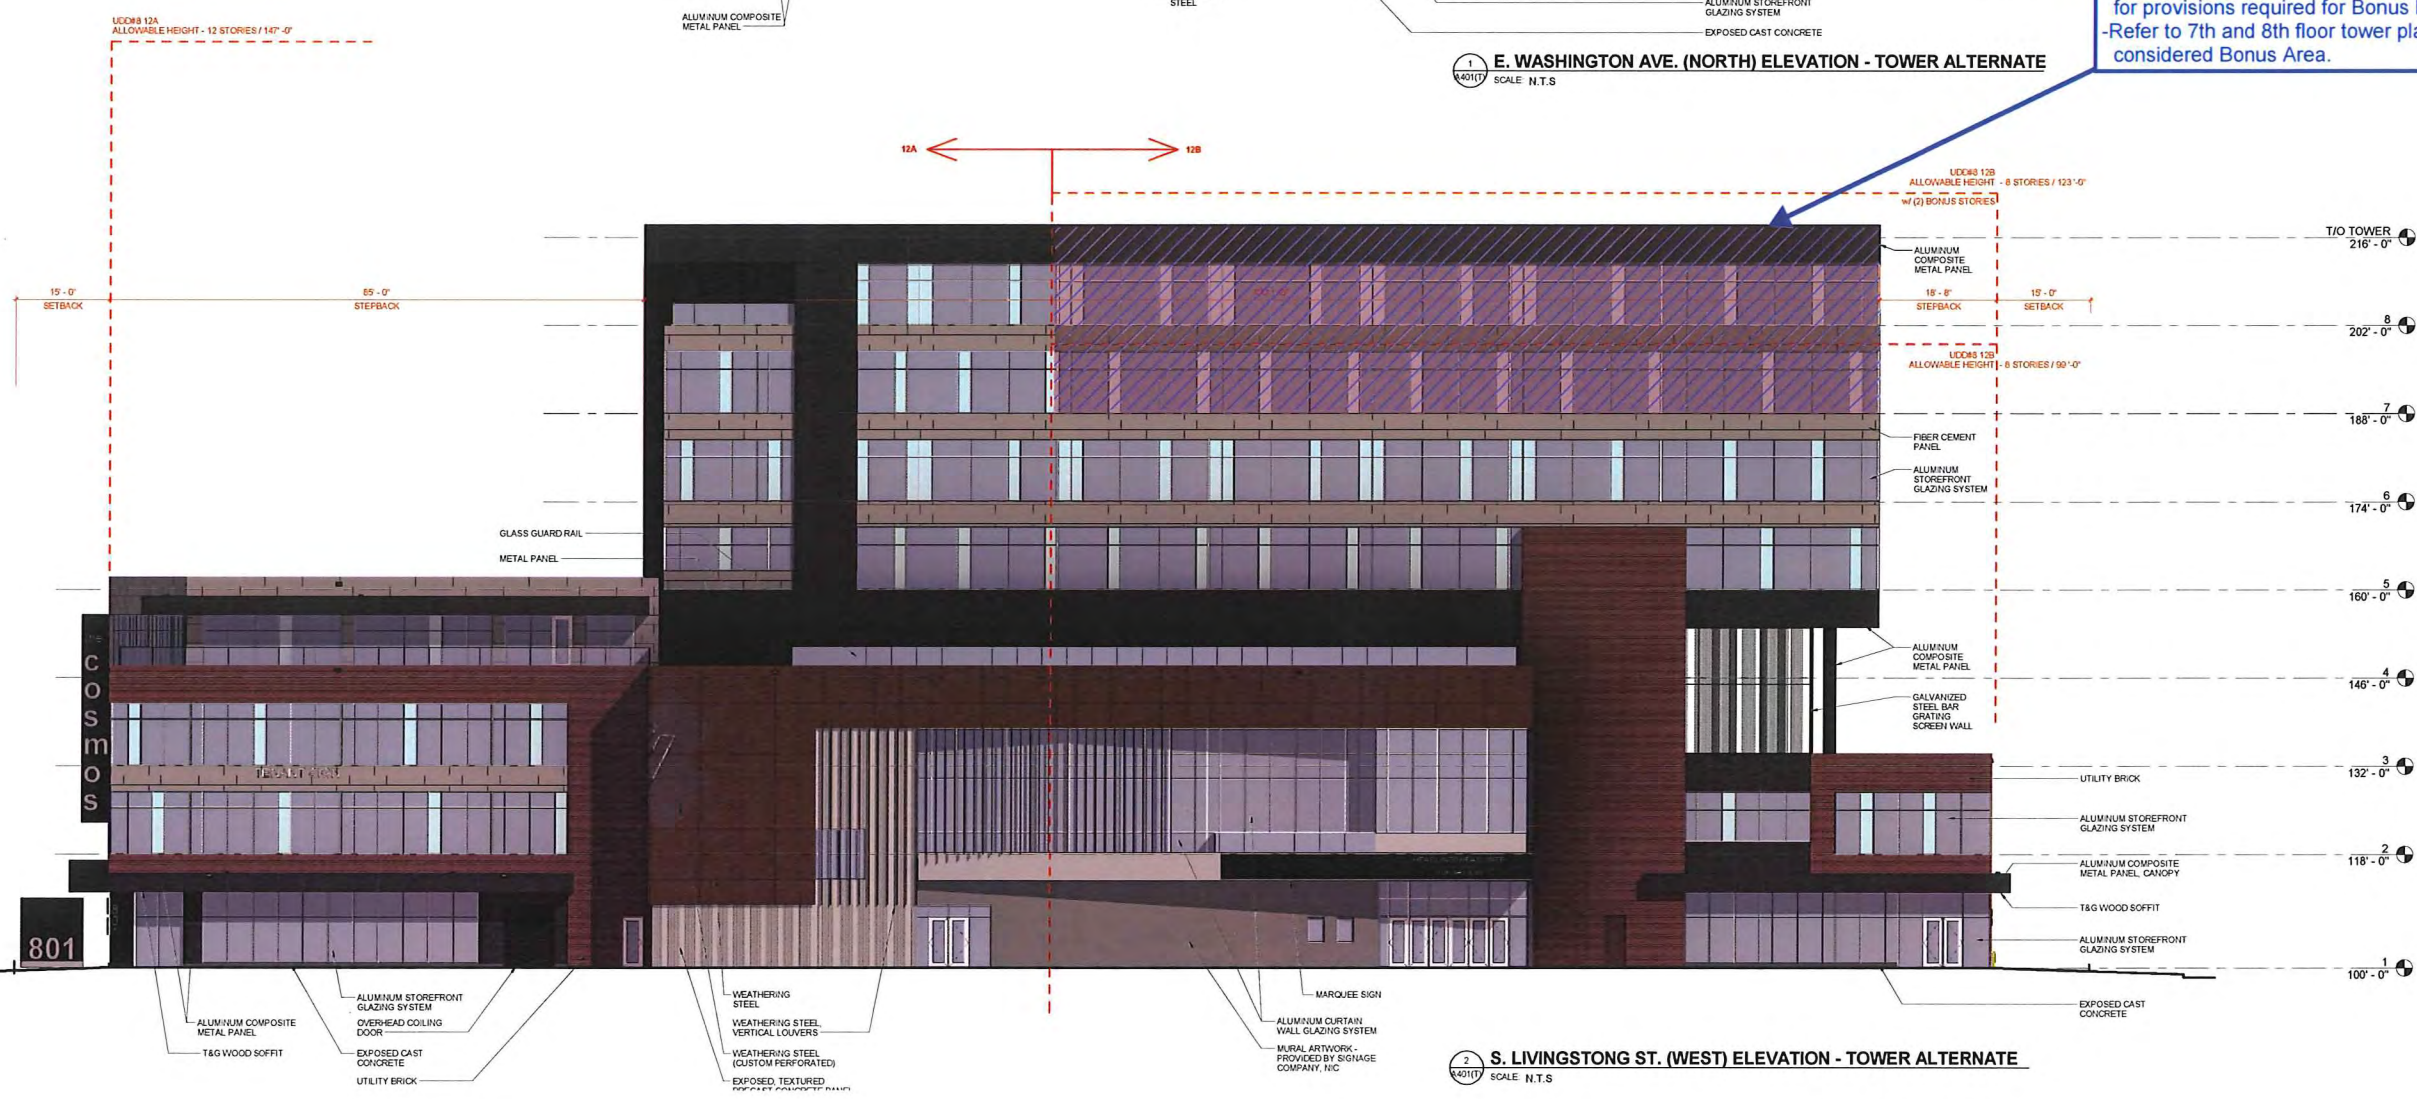 UDD#8 12A
ALLOWABLE HEIGHT - 12 STORIES / 147'-0"
ALUMINUM COMPOSITE
METAL PANEL
STEEL
ALUMINUM STOREFRONT
GLAZING SYSTEM
EXPOSED CAST CONCRETE
for provisions required for Bonus
-Refer to 7th and 8th floor tower
considered Bonus Area.
1
A401(T)
E. WASHINGTON AVE. (NORTH) ELEVATION - TOWER ALTERNATE
SCALE: N.T.S
12A
12B
UDD#8 12B
ALLOWABLE HEIGHT - 8 STORIES / 123'-0"
w/ (2) BONUS STORIES
T/O TOWER
216' - 0"
ALUMINUM
COMPOSITE
METAL PANEL
15' - 0"
SETBACK
85' - 0"
STEPBACK
18' - 8"
STEPBACK
15' - 0"
SETBACK
8
202' - 0"
UDD#8 12B
ALLOWABLE HEIGHT - 6 STORIES / 99'-0"
7
188' - 0"
FIBER CEMENT
PANEL
ALUMINUM
STOREFRONT
GLAZING SYSTEM
6
174' - 0"
GLASS GUARD RAIL
METAL PANEL
5
160' - 0"
cosmos
ALUMINUM
COMPOSITE
METAL PANEL
4
146' - 0"
GALVANIZED
STEEL BAR
GRATING
SCREEN WALL
3
132' - 0"
UTILITY BRICK
ALUMINUM STOREFRONT
GLAZING SYSTEM
2
118' - 0"
ALUMINUM COMPOSITE
METAL PANEL, CANOPY
T&G WOOD SOFFIT
801
ALUMINUM STOREFRONT
GLAZING SYSTEM
1
100' - 0"
ALUMINUM COMPOSITE
METAL PANEL
T&G WOOD SOFFIT
ALUMINUM STOREFRONT
GLAZING SYSTEM
OVERHEAD COILING
DOOR
EXPOSED CAST
CONCRETE
UTILITY BRICK
WEATHERING
STEEL
WEATHERING STEEL,
VERTICAL LOUVERS
WEATHERING STEEL
(CUSTOM PERFORATED)
EXPOSED, TEXTURED
PRECAST CONCRETE PANEL
MARQUEE SIGN
ALUMINUM CURTAIN
WALL GLAZING SYSTEM
MURAL ARTWORK -
PROVIDED BY SIGNAGE
COMPANY, NIC
EXPOSED CAST
CONCRETE
2
A401(T)
S. LIVINGSTONG ST. (WEST) ELEVATION - TOWER ALTERNATE
SCALE: N.T.S